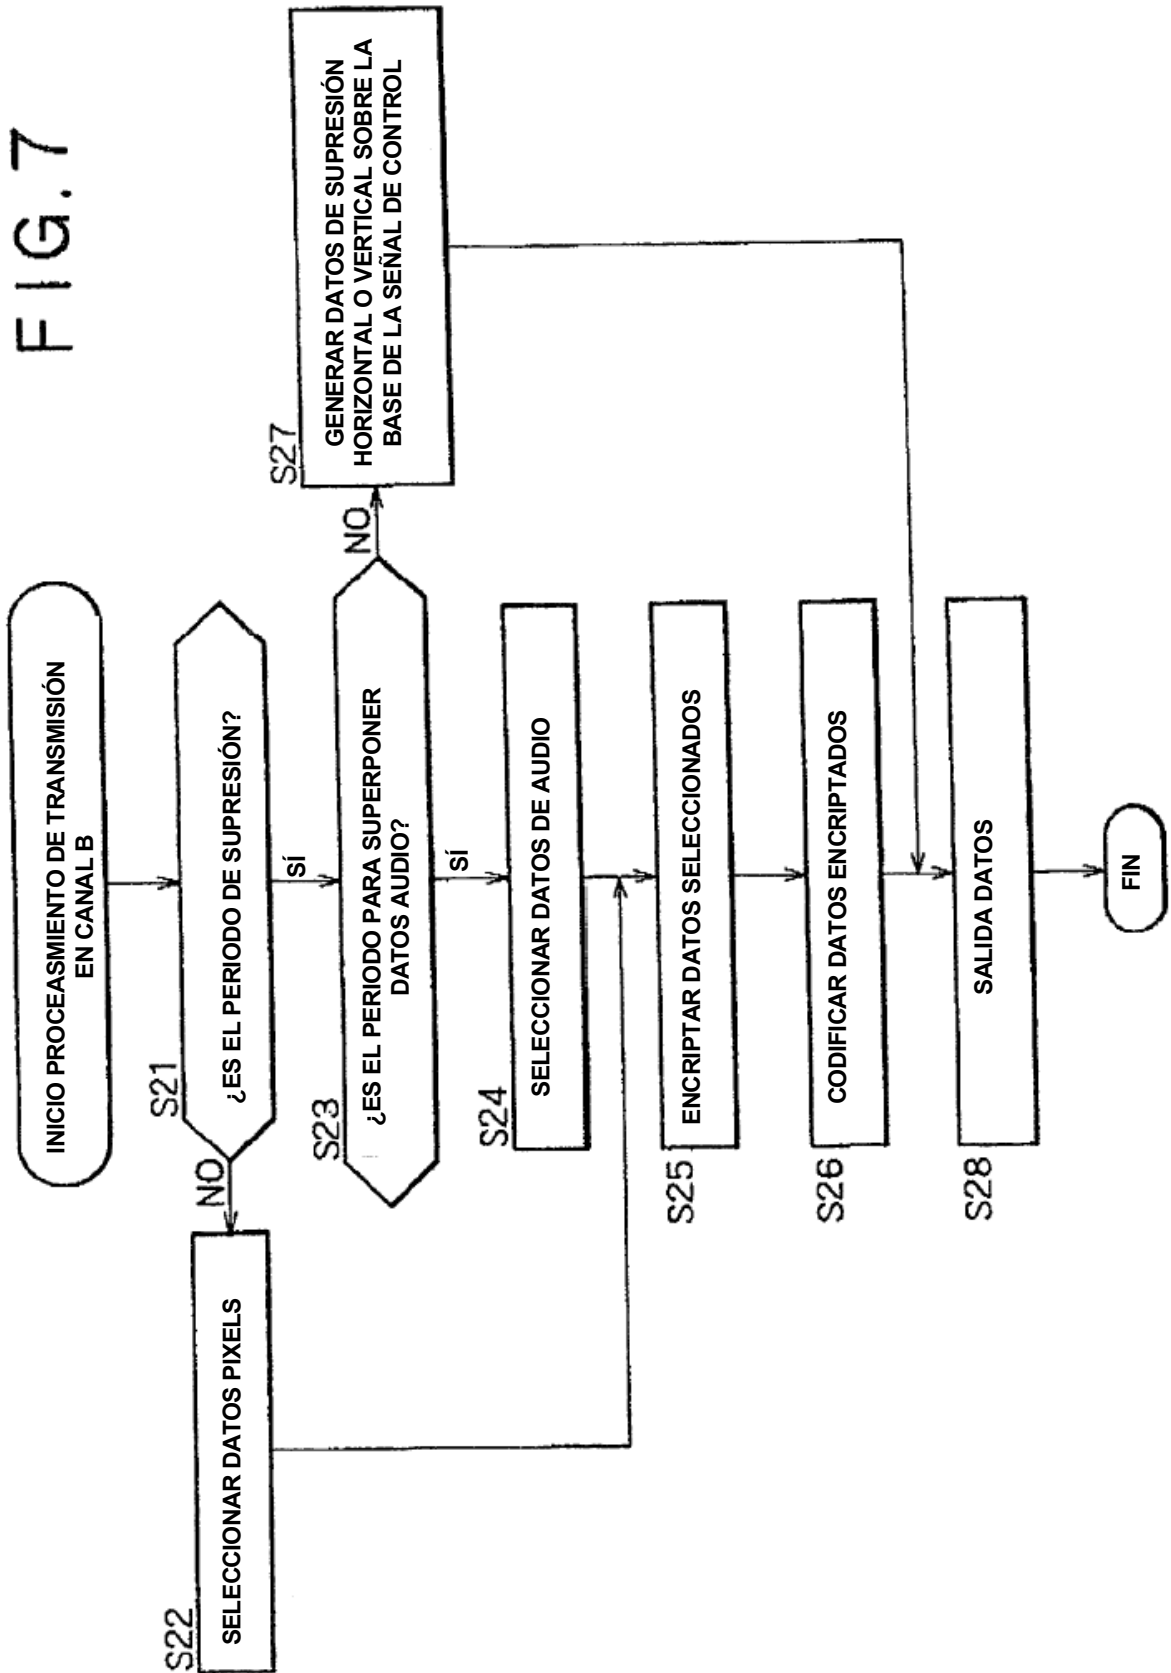 FIG.7
INICIO PROCEASMIENTO DE TRANSMISIÓN
EN CANAL B
S21
¿ES EL PERIODO DE SUPRESIÓN?
NO
SÍ
S22
SELECCIONAR DATOS PIXELS
S23
¿ES EL PERIODO PARA SUPERPONER
DATOS AUDIO?
NO
SÍ
S27
GENERAR DATOS DE SUPRESIÓN
HORIZONTAL O VERTICAL SOBRE LA
BASE DE LA SEÑAL DE CONTROL
S24
SELECCIONAR DATOS DE AUDIO
S25
ENCRIPTAR DATOS SELECCIONADOS
S26
CODIFICAR DATOS ENCRIPTADOS
S28
SALIDA DATOS
FIN